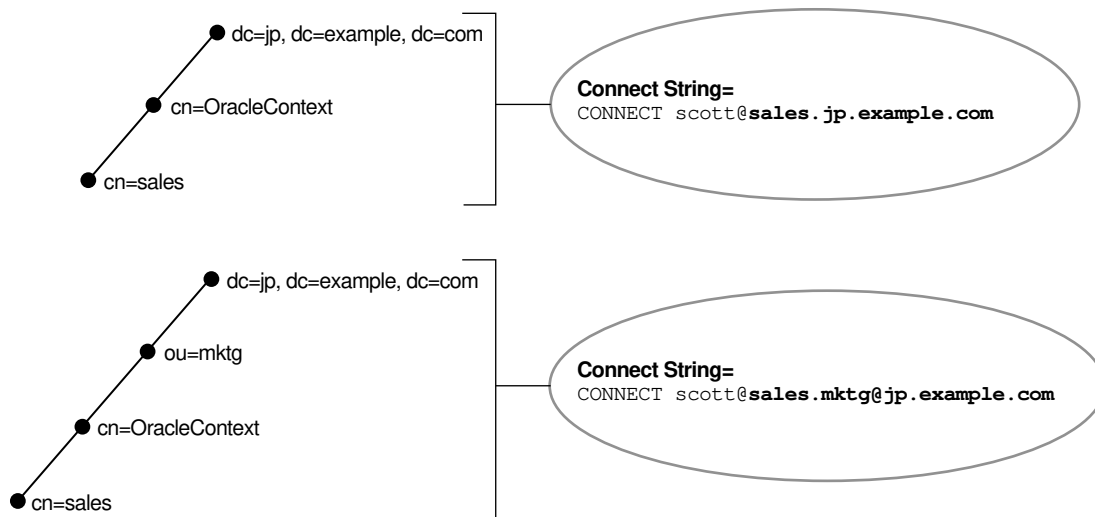 dc=jp, dc=example, dc=com
cn=OracleContext
cn=sales
Connect String=
CONNECT scott@sales.jp.example.com
dc=jp, dc=example, dc=com
ou=mktg
cn=OracleContext
cn=sales
Connect String=
CONNECT scott@sales.mktg@jp.example.com